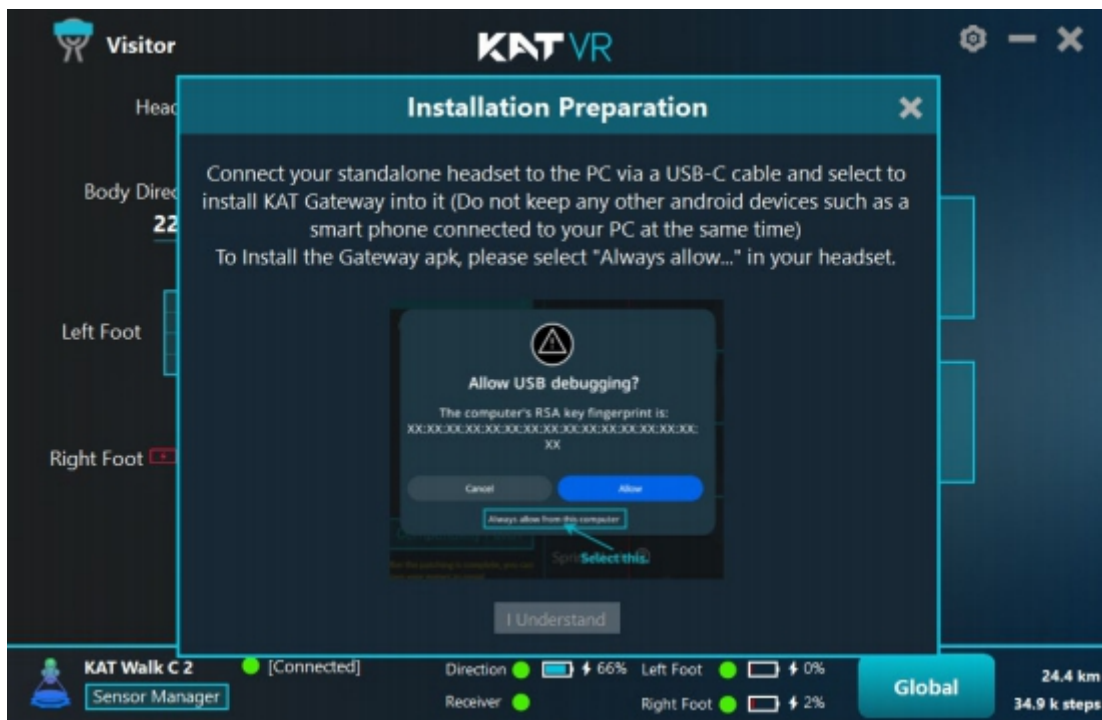 Visitor
KAT VR
Head
Installation Preparation
Body Direc
22
Connect your standalone headset to the PC via a USB-C cable and select to
install KAT Gateway into it (Do not keep any other android devices such as a
smart phone connected to your PC at the same time)
To Install the Gateway apk, please select "Always allow..." in your headset.
Left Foot
Allow USB debugging?
The computer's RSA key fingerprint is:
XX:XX:XX:XX:XX:XX:XX:XX:XX:XX:XX:XX:XX:XX:XX:
XX
Right Foot
Cancel
Allow
Always allow from this computer
Select this.
I Understand
KAT Walk C 2
[Connected]
Direction
66%
Left Foot
0%
Global
24.4 km
Sensor Manager
Receiver
Right Foot
2%
34.9 k steps